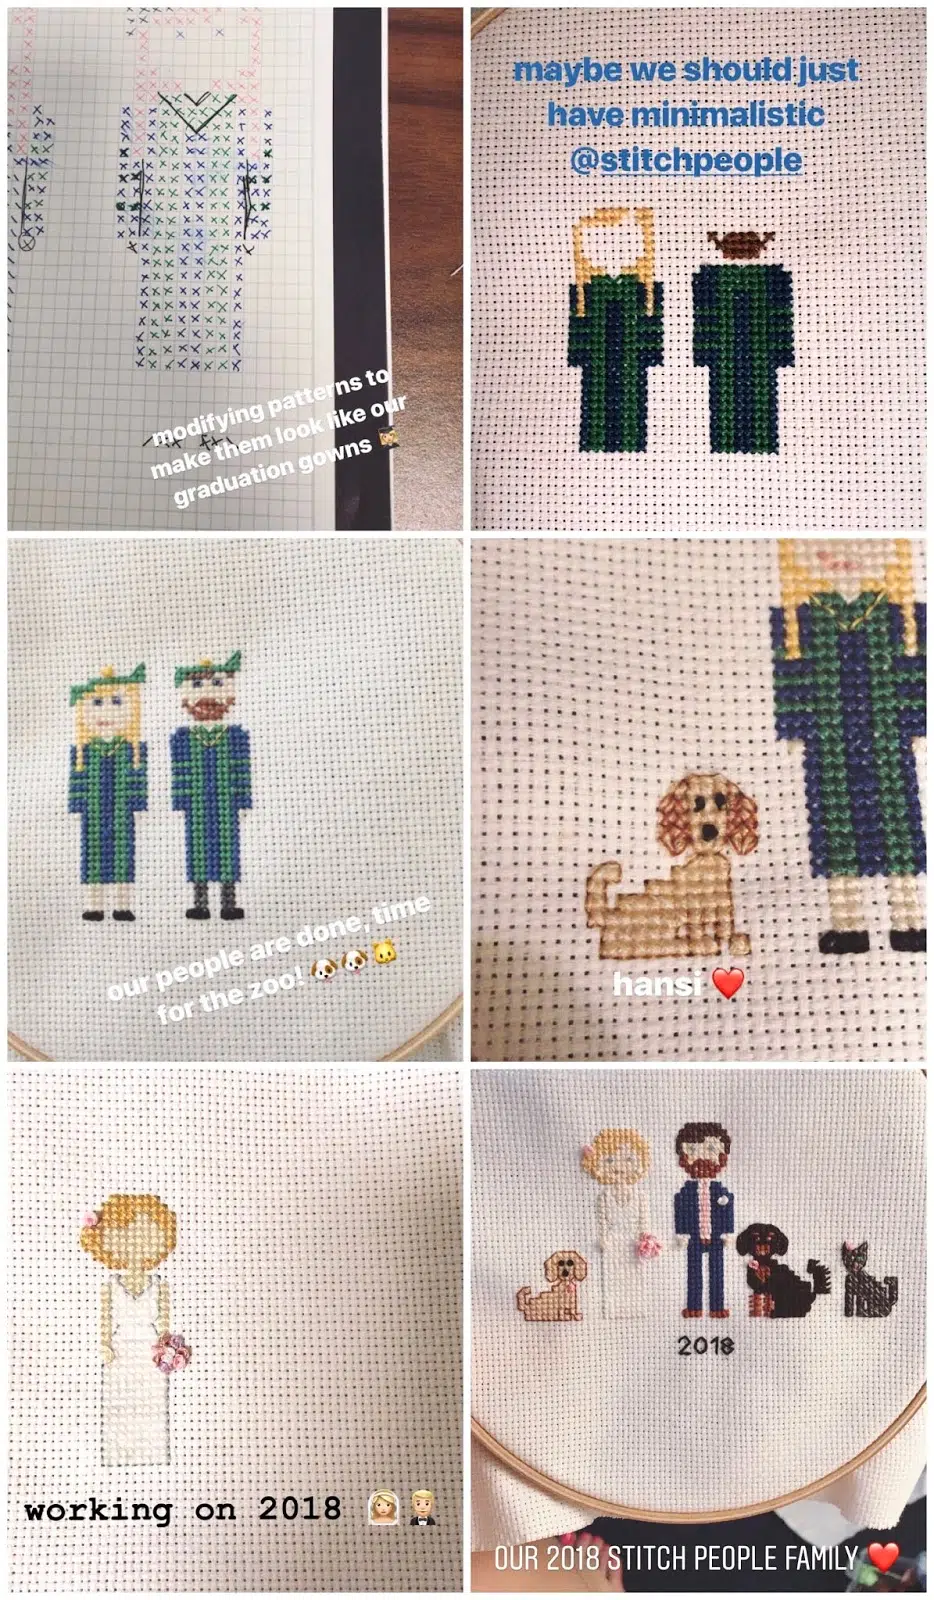 modifying patterns to
make them look like our
graduation gowns 👩‍🎓
maybe we should just
have minimalistic
@stitchpeople
our people are done, time
for the zoo! 🐶🐶🐱
hansi ❤️
working on 2018 👰🤵
2018
OUR 2018 STITCH PEOPLE FAMILY ❤️